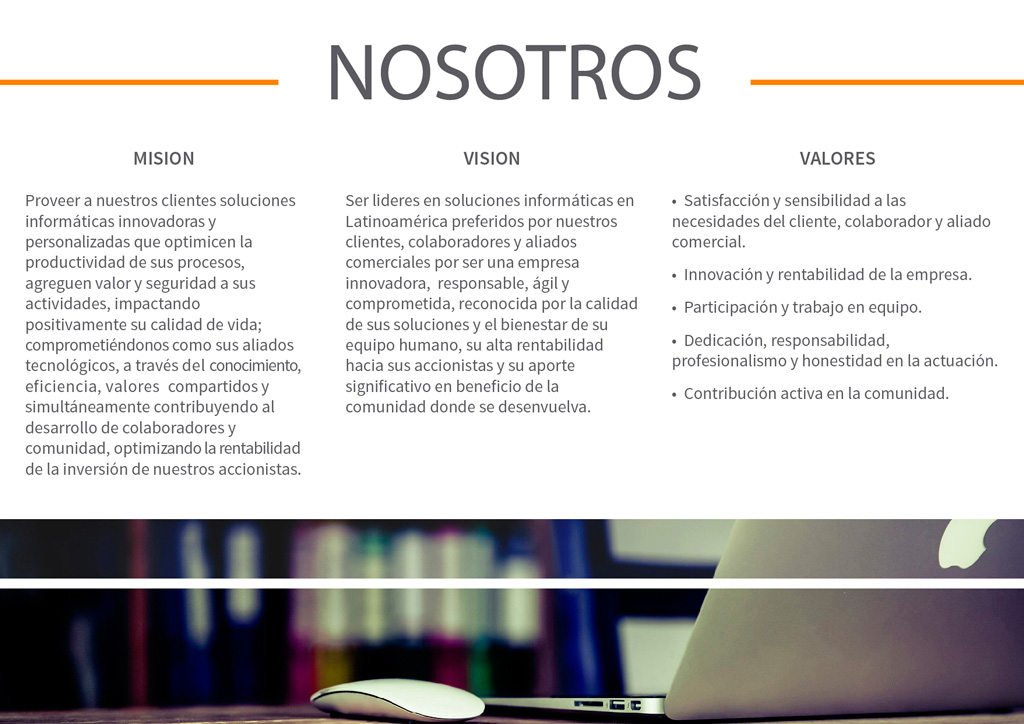 NOSOTROS
MISION
Proveer a nuestros clientes soluciones
informáticas innovadoras y
personalizadas que optimicen la
productividad de sus procesos,
agreguen valor y seguridad a sus
actividades, impactando
positivamente su calidad de vida;
comprometiéndonos como sus aliados
tecnológicos, a través del conocimiento,
eficiencia, valores compartidos y
simultáneamente contribuyendo al
desarrollo de colaboradores y
comunidad, optimizando la rentabilidad
de la inversión de nuestros accionistas.
VISION
Ser lideres en soluciones informáticas en
Latinoamérica preferidos por nuestros
clientes, colaboradores y aliados
comerciales por ser una empresa
innovadora, responsable, ágil y
comprometida, reconocida por la calidad
de sus soluciones y el bienestar de su
equipo humano, su alta rentabilidad
hacia sus accionistas y su aporte
significativo en beneficio de la
comunidad donde se desenvuelva.
VALORES
• Satisfacción y sensibilidad a las
necesidades del cliente, colaborador y aliado
comercial.
• Innovación y rentabilidad de la empresa.
• Participación y trabajo en equipo.
• Dedicación, responsabilidad,
profesionalismo y honestidad en la actuación.
• Contribución activa en la comunidad.